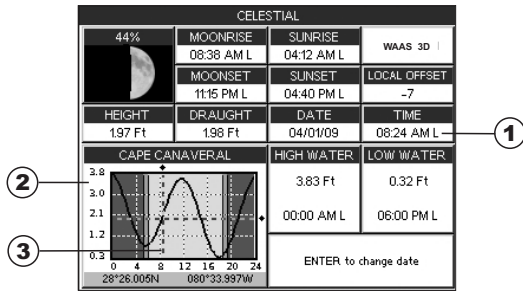 CELESTIAL
44%
MOONRISE
08:38 AM L
SUNRISE
04:12 AM L
WAAS 3D
MOONSET
11:15 PM L
SUNSET
04:40 PM L
LOCAL OFFSET
-7
HEIGHT
1.97 Ft
DRAUGHT
1.98 Ft
DATE
04/01/09
TIME
08:24 AM L
1
CAPE CANAVERAL
HIGH WATER
LOW WATER
3.83 Ft
0.32 Ft
00:00 AM L
06:00 PM L
2
3.8
3.0
2.1
1.2
0.3
3
0 4 8 12 16 20 24
28°26.005N 080°33.997W
ENTER to change date